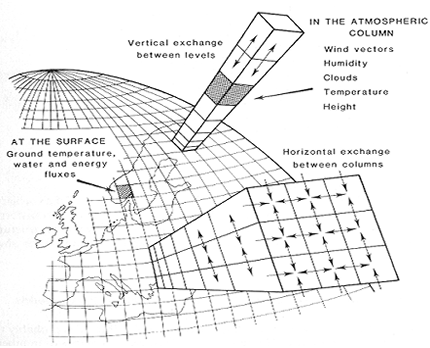 IN THE ATMOSPHERIC
COLUMN
Wind vectors
Humidity
Clouds
Temperature
Height
Vertical exchange
between levels
AT THE SURFACE
Ground temperature,
water and energy
fluxes
Horizontal exchange
between columns